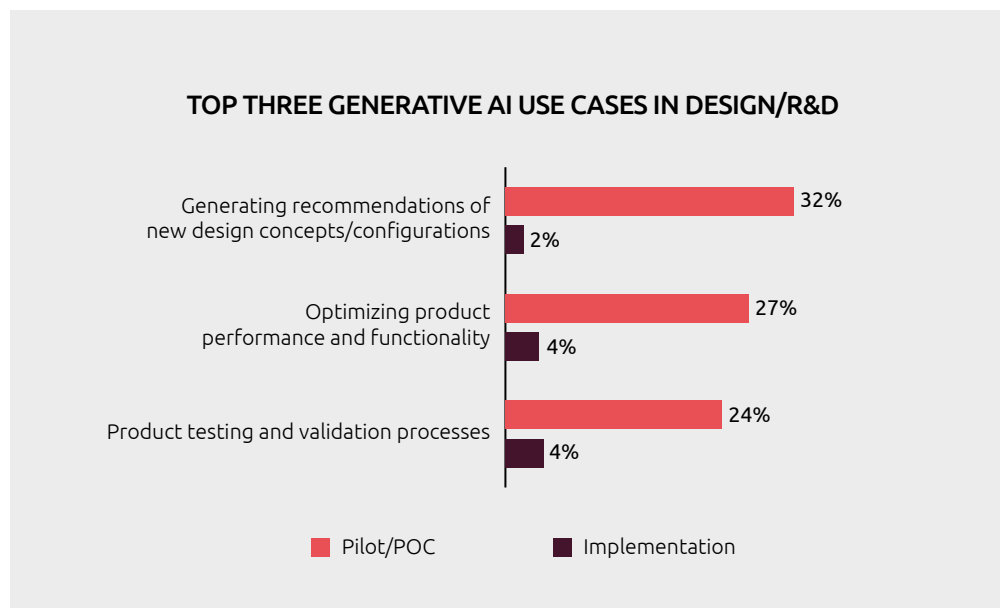 TOP THREE GENERATIVE AI USE CASES IN DESIGN/R&D
Generating recommendations of
new design concepts/configurations
32%
2%
Optimizing product
performance and functionality
27%
4%
Product testing and validation processes
24%
4%
Pilot/POC
Implementation